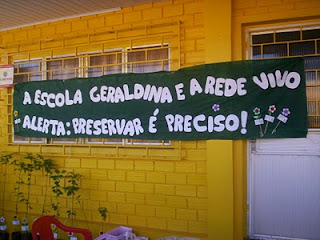 A ESCOLA GERALDINA E A REDE VIVO
ALERTA: PRESERVAR É PRECISO!